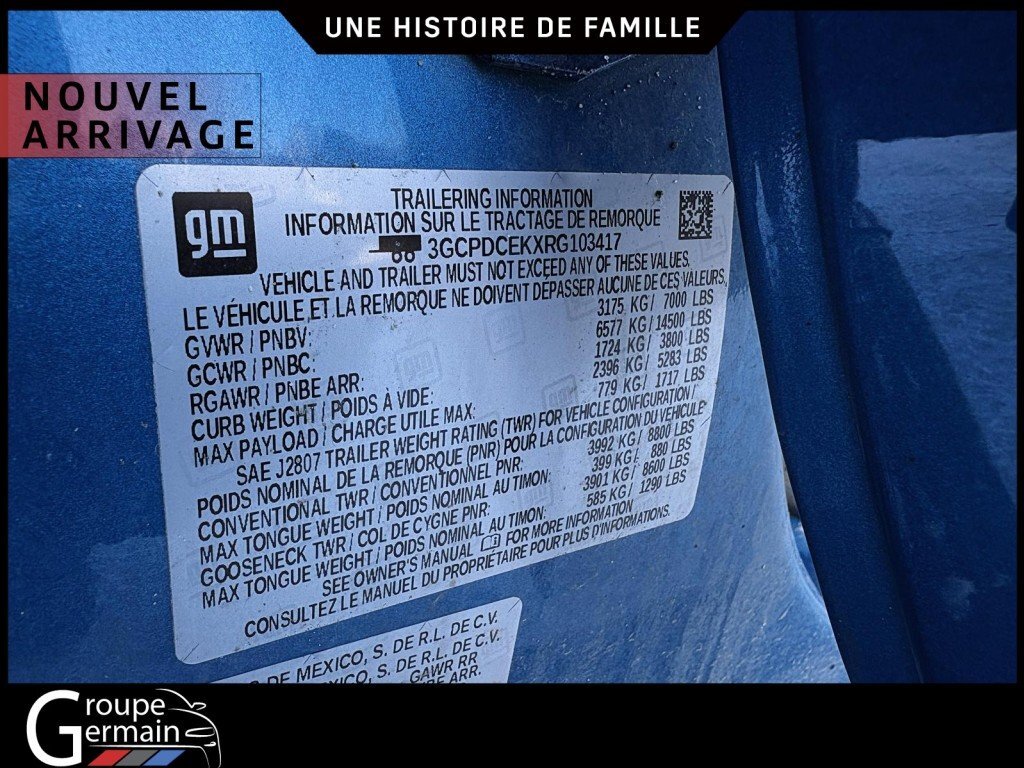 UNE HISTOIRE DE FAMILLE
NOUVEL
ARRIVAGE
gm
TRAILERING INFORMATION
INFORMATION SUR LE TRACTAGE DE REMORQUE
3GCPDCEKXRG103417
VEHICLE AND TRAILER MUST NOT EXCEED ANY OF THESE VALUES.
LE VÉHICULE ET LA REMORQUE NE DOIVENT DEPASSER AUCUNE DE CES VALEURS.
GVWR / PNBV: 3175 KG/ 7000 LBS
GCWR / PNBC: 6577 KG/ 14500 LBS
RGAWR / PNBE ARR: 1724 KG/ 3800 LBS
CURB WEIGHT / POIDS À VIDE: 2396 KG/ 5283 LBS
MAX PAYLOAD / CHARGE UTILE MAX: 779 KG/ 1717 LBS
SAE J2807 TRAILER WEIGHT RATING (TWR) FOR VEHICLE CONFIGURATION /
POIDS NOMINAL DE LA REMORQUE (PNR) POUR LA CONFIGURATION DU VEHICULE
CONVENTIONAL TWR / CONVENTIONNEL PNR: 3992 KG/ 8800 LBS
MAX TONGUE WEIGHT / POIDS NOMINAL AU TIMON: 399 KG/ 880 LBS
GOOSENECK TWR / COL DE CYGNE PNR: 3901 KG/ 8600 LBS
MAX TONGUE WEIGHT / POIDS NOMINAL AU TIMON: 585 KG/ 1290 LBS
SEE OWNER'S MANUAL FOR MORE INFORMATION
CONSULTEZ LE MANUEL DU PROPRIÉTAIRE POUR PLUS D'INFORMATIONS.
DE MEXICO, S. DE R.L. DE C.V.
S. DE R.L. DE C.V.
GAWR RR
ARR.
Groupe
Germain